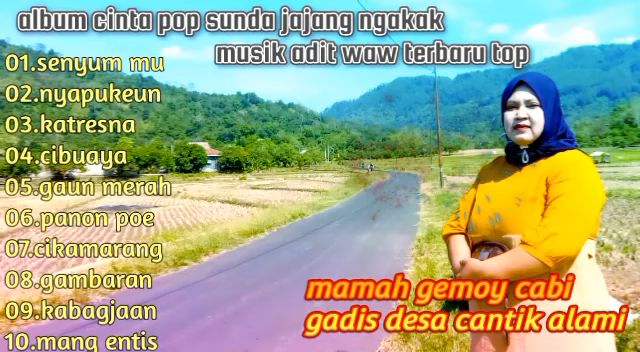 album cinta pop sunda jajang ngakak
musik adit waw terbaru top
01.senyum mu
02.nyapukeun
03.katresna
04.cibuaya
05.gaun merah
06.panon poe
07.cikamarang
08.gambaran
09.kabagjaan
10.mang entis
mamah gemoy cabi
gadis desa cantik alami